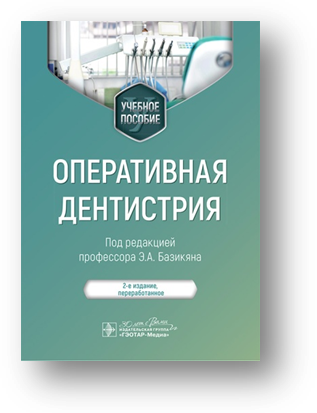 УЧЕБНОЕ
ПОСОБИЕ
ОПЕРАТИВНАЯ
ДЕНТИСТРИЯ
Под редакцией
профессора Э.А. Базикяна
2-е издание,
переработанное
ИЗДАТЕЛЬСКАЯ ГРУППА
«ГЭОТАР-Медиа»